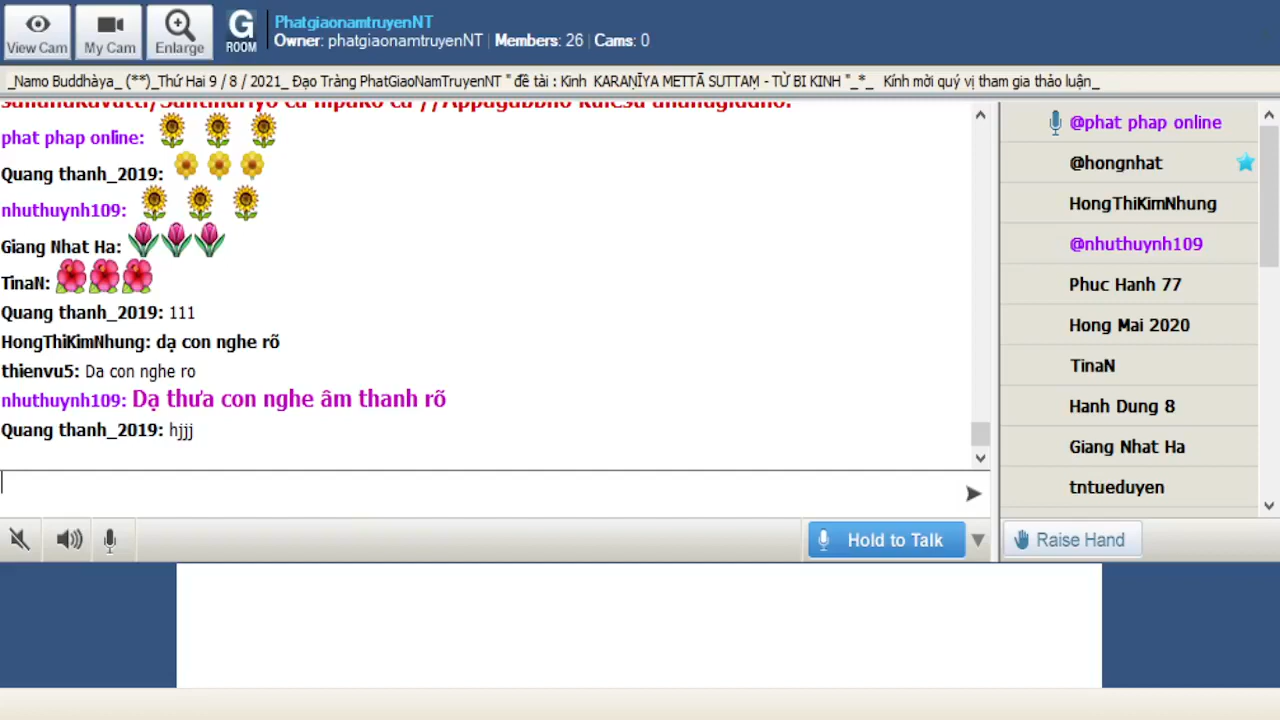 View Cam
My Cam
Enlarge
G
ROOM
PhatgiaonamtruyenNT
Owner: phatgiaonamtruyenNT | Members: 26 | Cams: 0
_Namo Buddhàya_ (**)_Thứ Hai 9 / 8 / 2021_ Đạo Tràng PhatGiaoNamTruyenNT " đề tài : Kinh KARAṆĪYA METTĀ SUTTAṂ - TỪ BI KINH "_*_ Kính mời quý vị tham gia thảo luận_
phat phap online:
Quang thanh_2019:
nhuthuynh109:
Giang Nhat Ha:
TinaN:
Quang thanh_2019: 111
HongThiKimNhung: dạ con nghe rõ
thienvu5: Da con nghe ro
nhuthuynh109: Dạ thưa con nghe âm thanh rõ
Quang thanh_2019: hjjj
Hold to Talk
@phat phap online
@hongnhat
HongThiKimNhung
@nhuthuynh109
Phuc Hanh 77
Hong Mai 2020
TinaN
Hanh Dung 8
Giang Nhat Ha
tntueduyen
Raise Hand